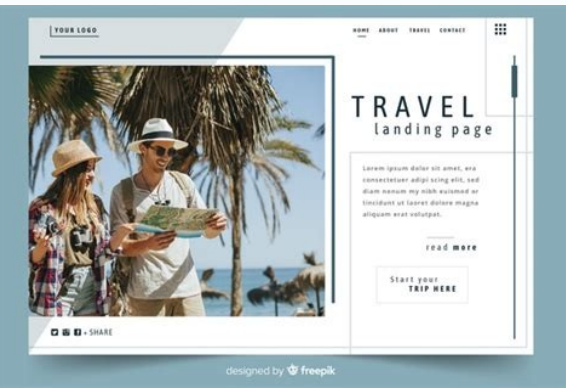 YOUR LOGO
HOME ABOUT TRAVEL CONTACT
TRAVEL
landing page
Lorem ipsum dolor sit amet, era
consectetuer adipi scing elit, sed
diam nonum my nibh euismod er
tincidunt ut laoret dolore magna
aliquam erat volutpat.
read more
Start your
TRIP HERE
+ SHARE
designed by freepik